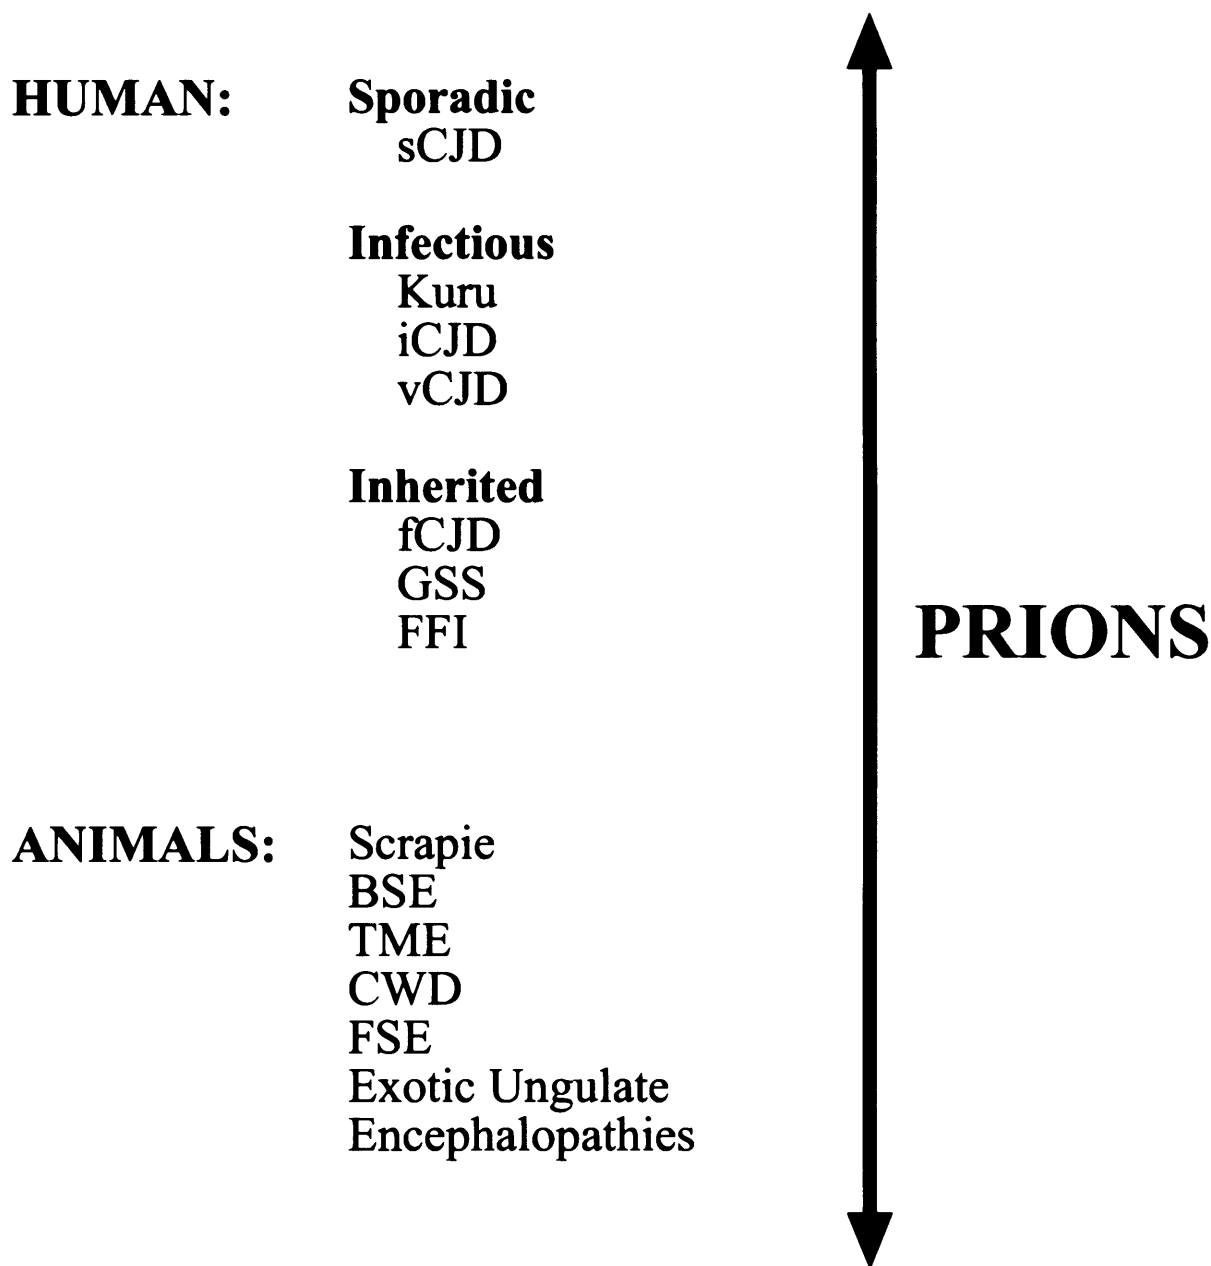 HUMAN: Sporadic
sCJD
Infectious
Kuru
iCJD
vCJD
Inherited
fCJD
GSS
FFI
PRIONS
ANIMALS: Scrapie
BSE
TME
CWD
FSE
Exotic Ungulate
Encephalopathies